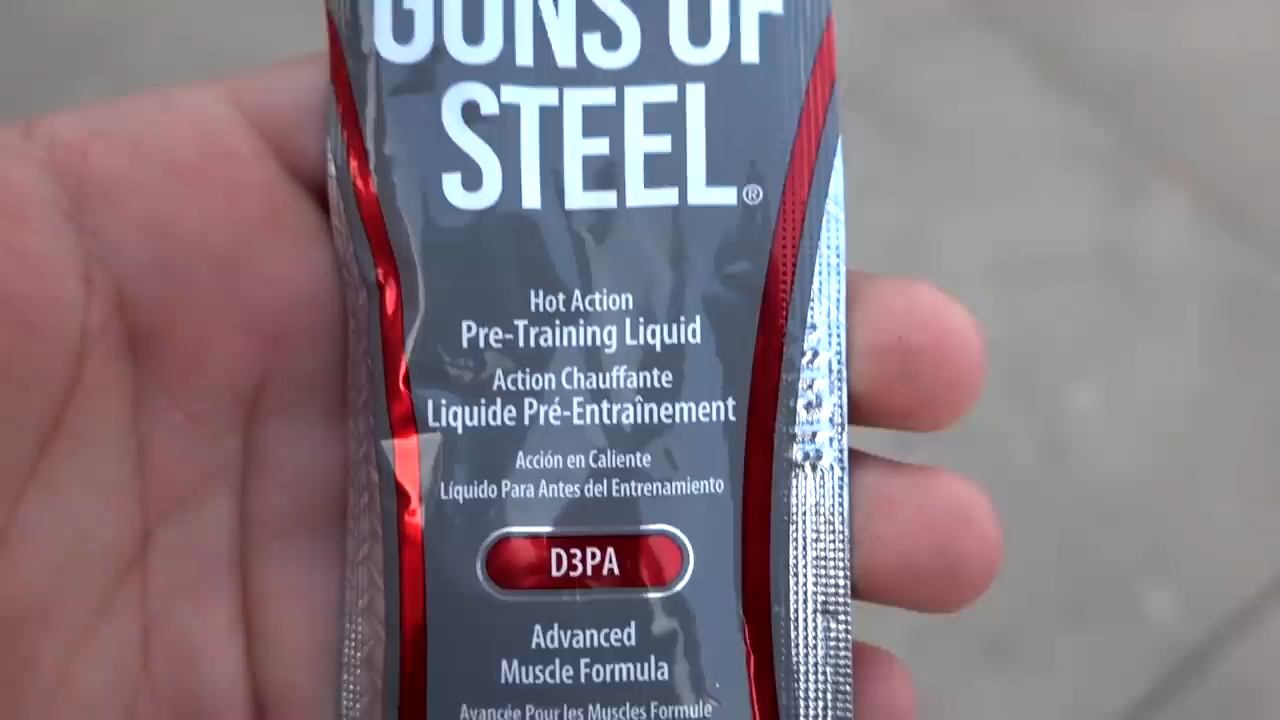 GUNS OF
STEEL®
Hot Action
Pre-Training Liquid
Action Chauffante
Liquide Pré-Entraînement
Acción en Caliente
Líquido Para Antes del Entrenamiento
D3PA
Advanced
Muscle Formula
Avancée Pour les Muscles Formule